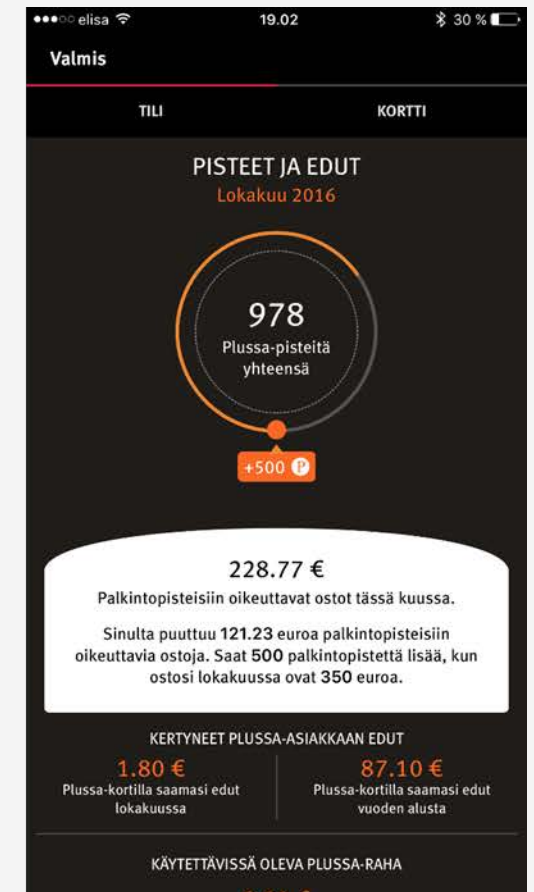 elisa 19.02 30 %
Valmis
TILI KORTTI
PISTEET JA EDUT
Lokakuu 2016
978
Plussa-pisteitä
yhteensä
+500 P
228.77 €
Palkintopisteisiin oikeuttavat ostot tässä kuussa.
Sinulta puuttuu 121.23 euroa palkintopisteisiin
oikeuttavia ostoja. Saat 500 palkintopistettä lisää, kun
ostosi lokakuussa ovat 350 euroa.
KERTYNEET PLUSSA-ASIAKKAAN EDUT
1.80 € 87.10 €
Plussa-kortilla saamasi edut Plussa-kortilla saamasi edut
lokakuussa vuoden alusta
KÄYTETTÄVISSÄ OLEVA PLUSSA-RAHA